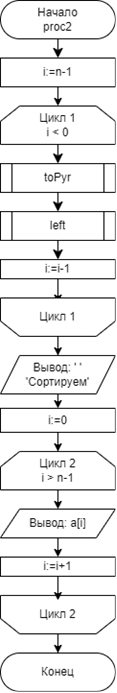 Начало
proc2
i:=n-1
Цикл 1
i < 0
toPyr
left
i:=i-1
Цикл 1
Вывод: ' '
'Сортируем'
i:=0
Цикл 2
i > n-1
Вывод: a[i]
i:=i+1
Цикл 2
Конец